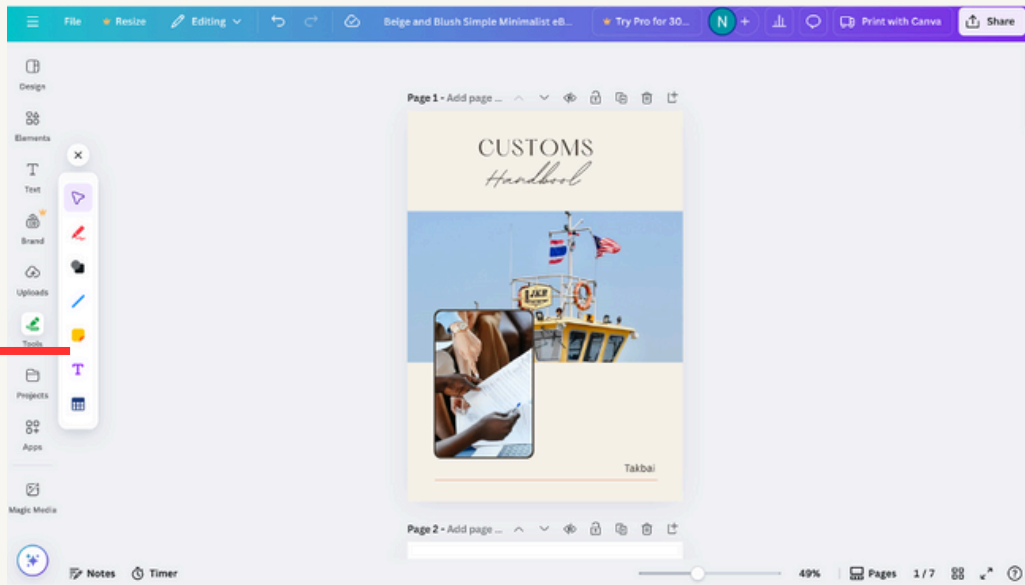 File
Resize
Editing
Beige and Blush Simple Minimalist eB...
Try Pro for 30...
N
+
Print with Canva
Share
Design
Elements
Text
Brand
Uploads
Tools
Projects
Apps
Magic Media
T
Page 1 - Add page ...
CUSTOMS
Handbook
Takbai
Page 2 - Add page ...
Notes
Timer
49%
Pages
1 / 7